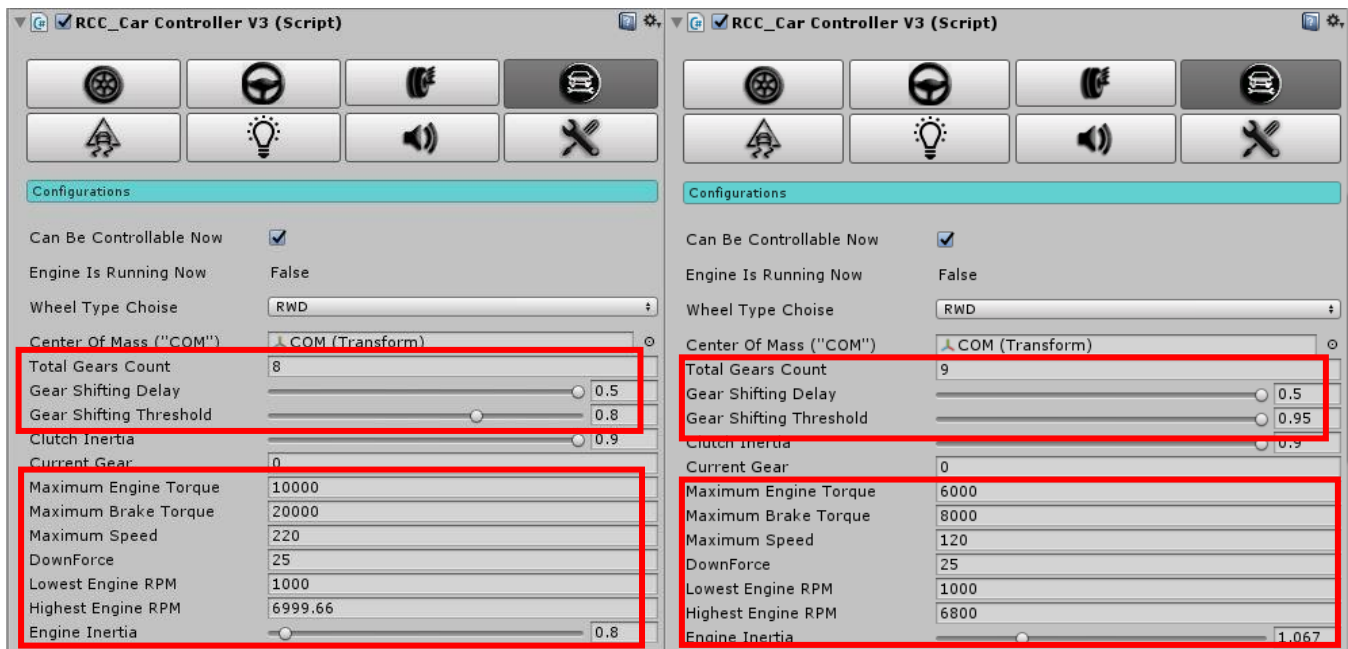 RCC_Car Controller V3 (Script)
Configurations
Can Be Controllable Now
Engine Is Running Now False
Wheel Type Choise RWD
Center Of Mass ("COM") COM (Transform)
Total Gears Count 8
Gear Shifting Delay 0.5
Gear Shifting Threshold 0.8
Clutch Inertia 0.9
Current Gear 0
Maximum Engine Torque 10000
Maximum Brake Torque 20000
Maximum Speed 220
DownForce 25
Lowest Engine RPM 1000
Highest Engine RPM 6999.66
Engine Inertia 0.8
RCC_Car Controller V3 (Script)
Configurations
Can Be Controllable Now
Engine Is Running Now False
Wheel Type Choise RWD
Center Of Mass ("COM") COM (Transform)
Total Gears Count 9
Gear Shifting Delay 0.5
Gear Shifting Threshold 0.95
Clutch Inertia 0.9
Current Gear 0
Maximum Engine Torque 6000
Maximum Brake Torque 8000
Maximum Speed 120
DownForce 25
Lowest Engine RPM 1000
Highest Engine RPM 6800
Engine Inertia 1.067